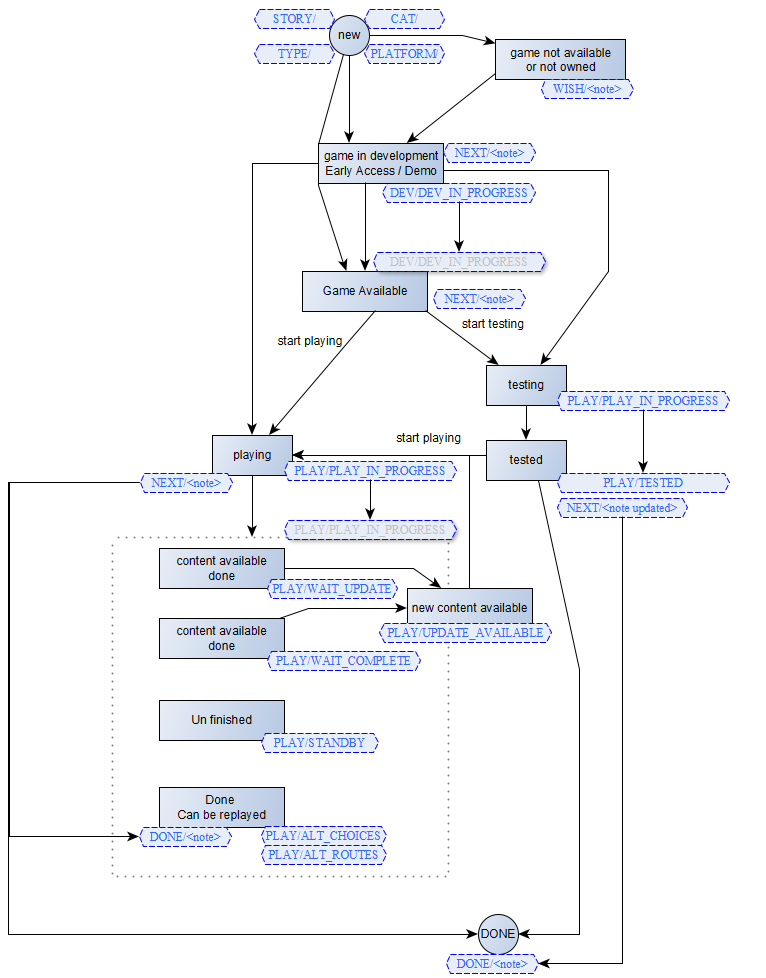 STORY/
CAT/
new
TYPE/
PLATFORM/
game not available
or not owned
WISH/<note>
game in development
Early Access / Demo
NEXT/<note>
DEV/DEV_IN_PROGRESS
DEV/DEV_IN_PROGRESS
Game Available
NEXT/<note>
start testing
start playing
testing
PLAY/PLAY_IN_PROGRESS
start playing
playing
tested
NEXT/<note>
PLAY/PLAY_IN_PROGRESS
PLAY/TESTED
NEXT/<note updated>
PLAY/PLAY_IN_PROGRESS
content available
done
PLAY/WAIT_UPDATE
new content available
PLAY/UPDATE_AVAILABLE
content available
done
PLAY/WAIT_COMPLETE
Un finished
PLAY/STANDBY
Done
Can be replayed
DONE/<note>
PLAY/ALT_CHOICES
PLAY/ALT_ROUTES
DONE
DONE/<note>